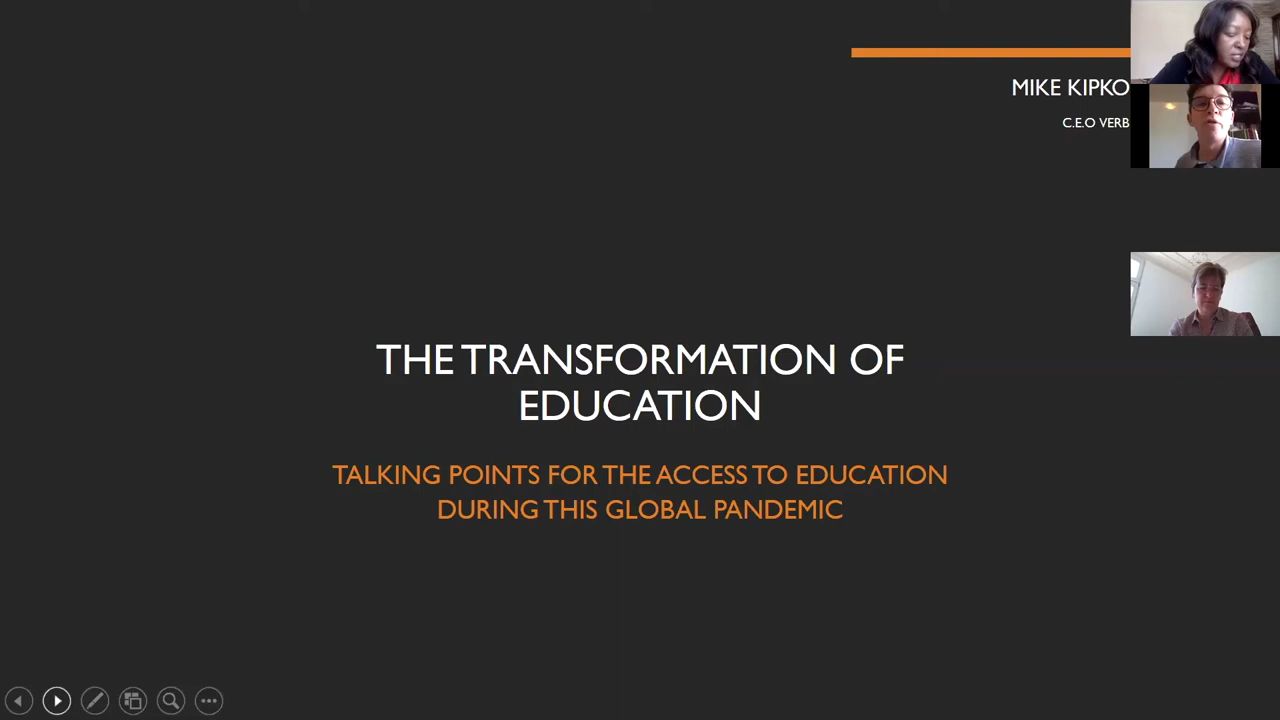 MIKE KIPKO
C.E.O VERB
THE TRANSFORMATION OF
EDUCATION
TALKING POINTS FOR THE ACCESS TO EDUCATION
DURING THIS GLOBAL PANDEMIC